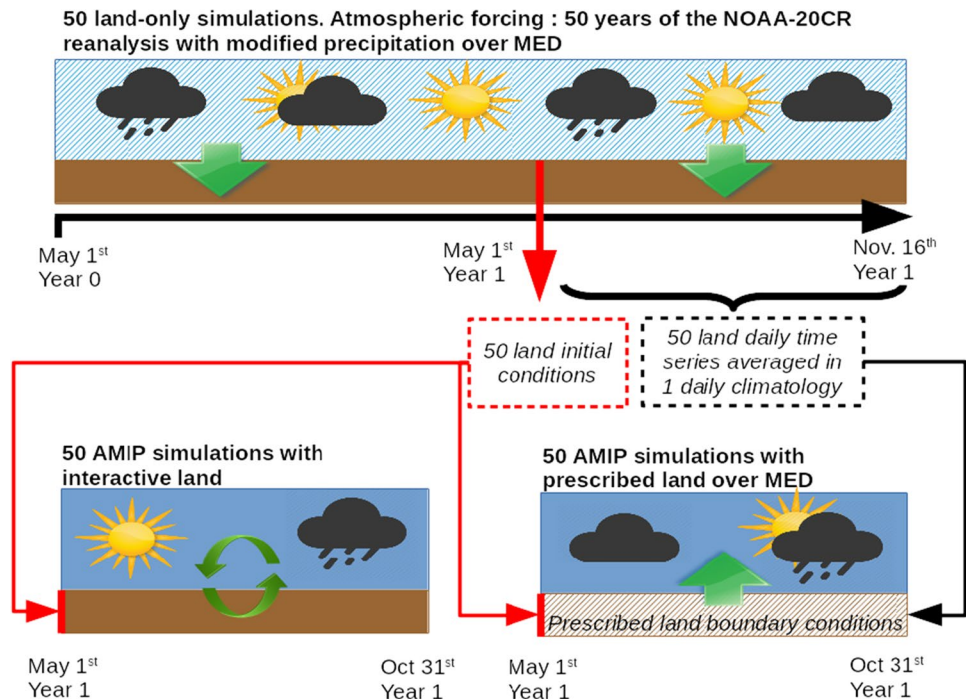 50 land-only simulations. Atmospheric forcing : 50 years of the NOAA-20CR
reanalysis with modified precipitation over MED
May 1st
Year 0
May 1st
Year 1
Nov. 16th
Year 1
50 land initial
conditions
50 land daily time
series averaged in
1 daily climatology
50 AMIP simulations with
interactive land
50 AMIP simulations with
prescribed land over MED
Prescribed land boundary conditions
May 1st
Year 1
Oct 31st
Year 1
May 1st
Year 1
Oct 31st
Year 1